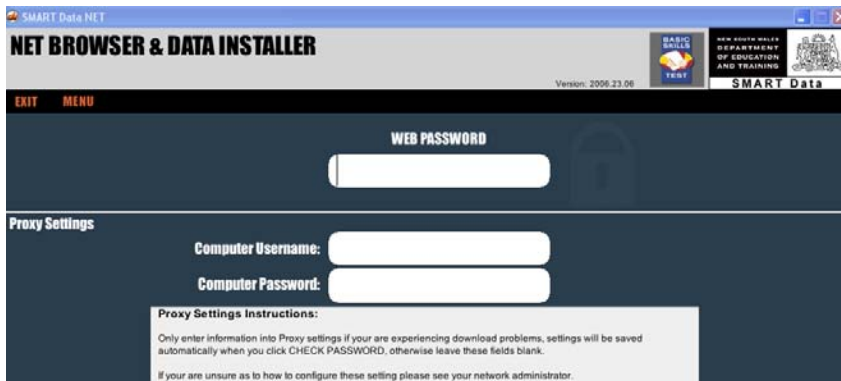 SMART Data NET
NET BROWSER & DATA INSTALLER
BASIC
SKILLS
TEST
NEW SOUTH WALES
DEPARTMENT
OF EDUCATION
AND TRAINING
Version: 2006.23.06
SMART Data
EXIT MENU
WEB PASSWORD
Proxy Settings
Computer Username:
Computer Password:
Proxy Settings Instructions:
Only enter information into Proxy settings if your are experiencing download problems, settings will be saved
automatically when you click CHECK PASSWORD, otherwise leave these fields blank.
If your are unsure as to how to configure these setting please see your network administrator.